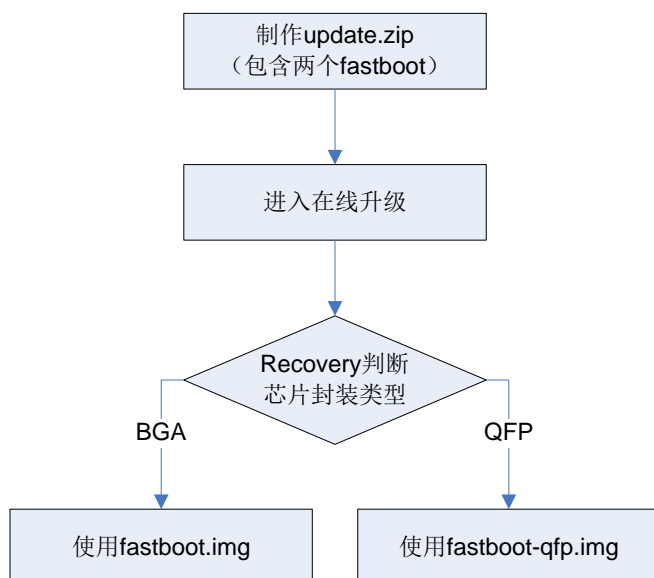 制作update.zip
（包含两个fastboot）
进入在线升级
Recovery判断
芯片封装类型
BGA
QFP
使用fastboot.img
使用fastboot-qfp.img